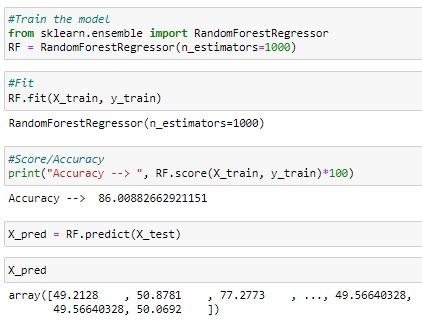 #Train the model
from sklearn.ensemble import RandomForestRegressor
RF = RandomForestRegressor(n_estimators=1000)
#Fit
RF.fit(X_train, y_train)
RandomForestRegressor(n_estimators=1000)
#Score/Accuracy
print("Accuracy --> ", RF.score(X_train, y_train)*100)
Accuracy -->  86.00882662921151
X_pred = RF.predict(X_test)
X_pred
array([49.2128    , 50.8781    , 77.2773    , ..., 49.56640328,
       49.56640328, 50.0692    ])